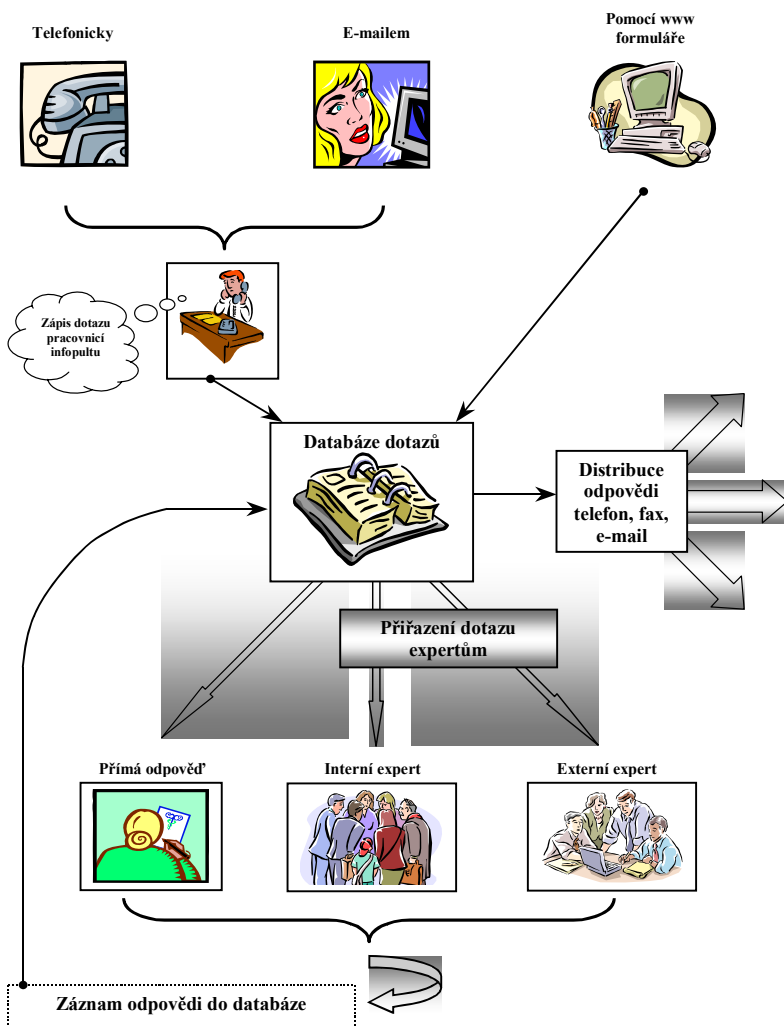 Telefonicky
E-mailem
Pomocí www
formuláře
Zápis dotazu
pracovnicí
infopultu
Databáze dotazů
Distribuce
odpovědi
telefon, fax,
e-mail
Přiřazení dotazu
expertům
Přímá odpověď
Interní expert
Externí expert
Záznam odpovědi do databáze